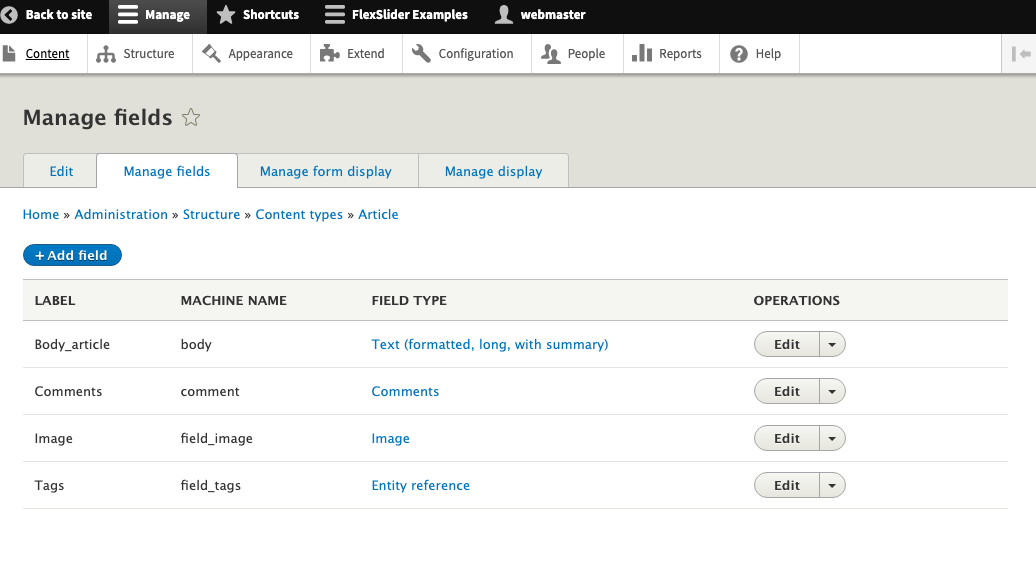 Back to site Manage Shortcuts FlexSlider Examples webmaster
Content Structure Appearance Extend Configuration People Reports Help
Manage fields
Edit Manage fields Manage form display Manage display
Home » Administration » Structure » Content types » Article
+ Add field
LABEL MACHINE NAME FIELD TYPE OPERATIONS
Body_article body Text (formatted, long, with summary) Edit
Comments comment Comments Edit
Image field_image Image Edit
Tags field_tags Entity reference Edit